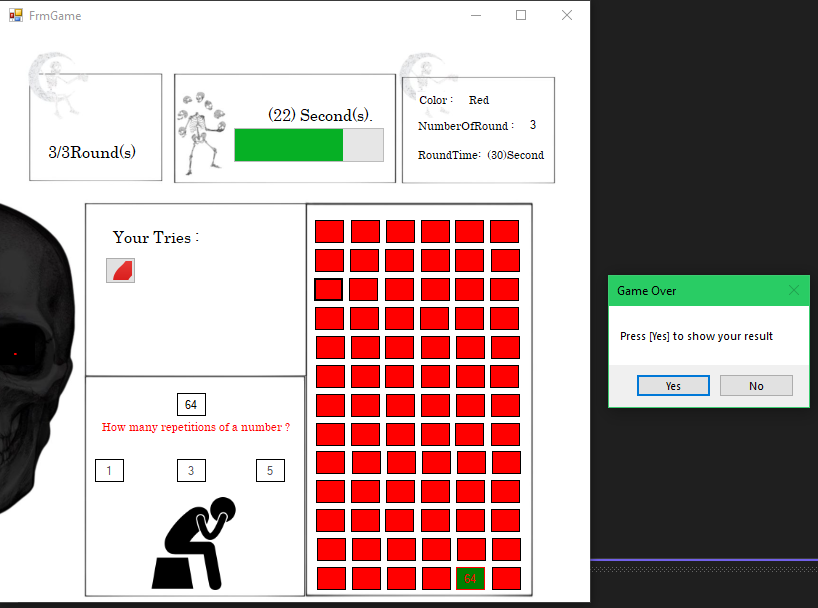 FrmGame
3/3Round(s)
(22) Second(s).
Color : Red
NumberOfRound : 3
RoundTime: (30)Second
Your Tries :
64
How many repetitions of a number ?
1 3 5
64
Game Over
Press [Yes] to show your result
Yes No